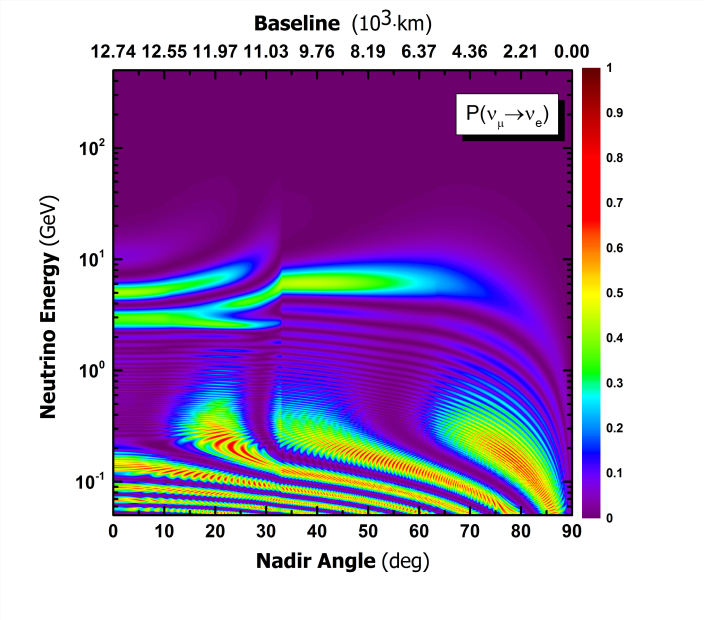 Baseline (10³·km)
12.74 12.55 11.97 11.03 9.76 8.19 6.37 4.36 2.21 0.00
P(νμ→νe)
1
0.9
0.8
0.7
0.6
0.5
0.4
0.3
0.2
0.1
0
10²
10¹
10⁰
10⁻¹
Neutrino Energy (GeV)
0 10 20 30 40 50 60 70 80 90
Nadir Angle (deg)